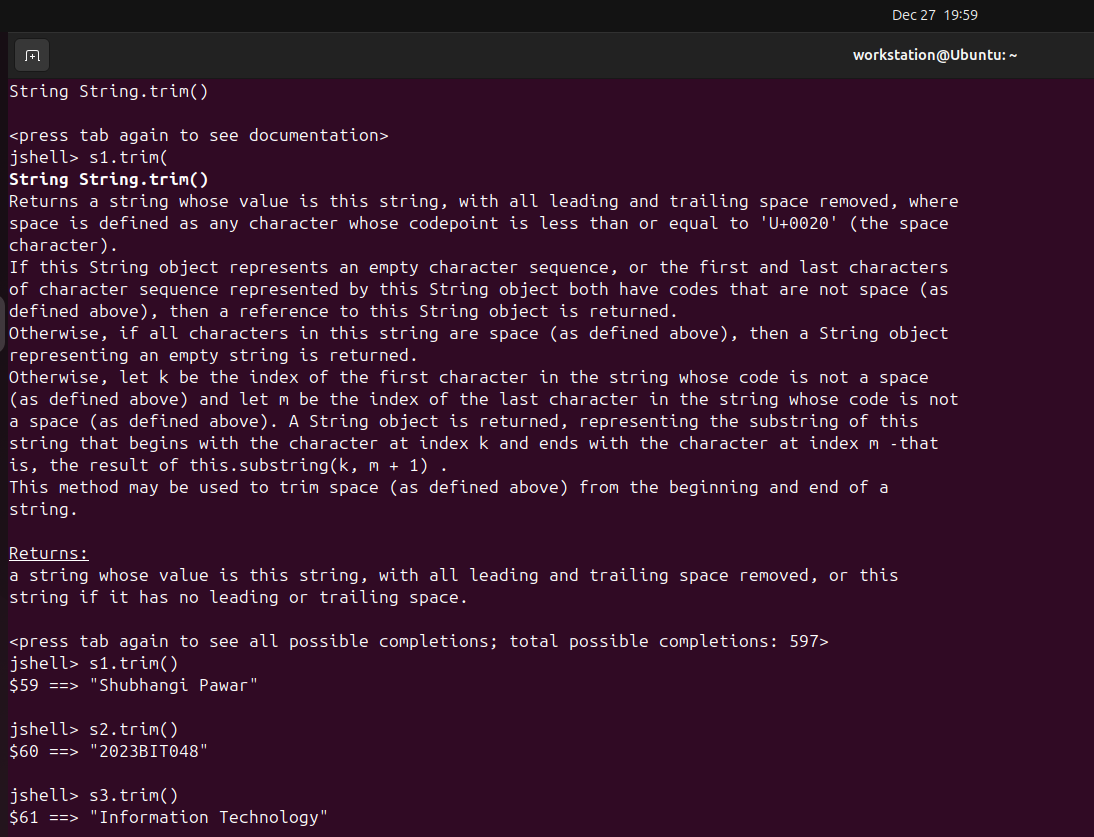 Dec 27 19:59
workstation@Ubuntu: ~
String String.trim()
<press tab again to see documentation>
jshell> s1.trim(
String String.trim()
Returns a string whose value is this string, with all leading and trailing space removed, where
space is defined as any character whose codepoint is less than or equal to 'U+0020' (the space
character).
If this String object represents an empty character sequence, or the first and last characters
of character sequence represented by this String object both have codes that are not space (as
defined above), then a reference to this String object is returned.
Otherwise, if all characters in this string are space (as defined above), then a String object
representing an empty string is returned.
Otherwise, let k be the index of the first character in the string whose code is not a space
(as defined above) and let m be the index of the last character in the string whose code is not
a space (as defined above). A String object is returned, representing the substring of this
string that begins with the character at index k and ends with the character at index m -that
is, the result of this.substring(k, m + 1) .
This method may be used to trim space (as defined above) from the beginning and end of a
string.
Returns:
a string whose value is this string, with all leading and trailing space removed, or this
string if it has no leading or trailing space.
<press tab again to see all possible completions; total possible completions: 597>
jshell> s1.trim()
$59 ==> "Shubhangi Pawar"
jshell> s2.trim()
$60 ==> "2023BIT048"
jshell> s3.trim()
$61 ==> "Information Technology"